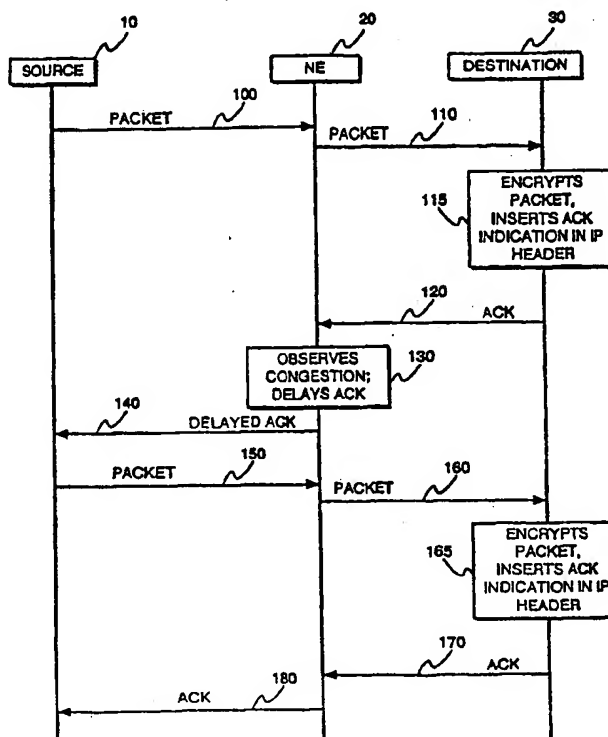 10
20
30
SOURCE
NE
DESTINATION
PACKET
100
PACKET
110
115
ENCRYPTS
PACKET,
INSERTS ACK
INDICATION IN IP
HEADER
120
ACK
OBSERVES
CONGESTION;
DELAYS ACK
130
140
DELAYED ACK
PACKET
150
PACKET
160
165
ENCRYPTS
PACKET,
INSERTS ACK
INDICATION IN IP
HEADER
170
ACK
ACK
180